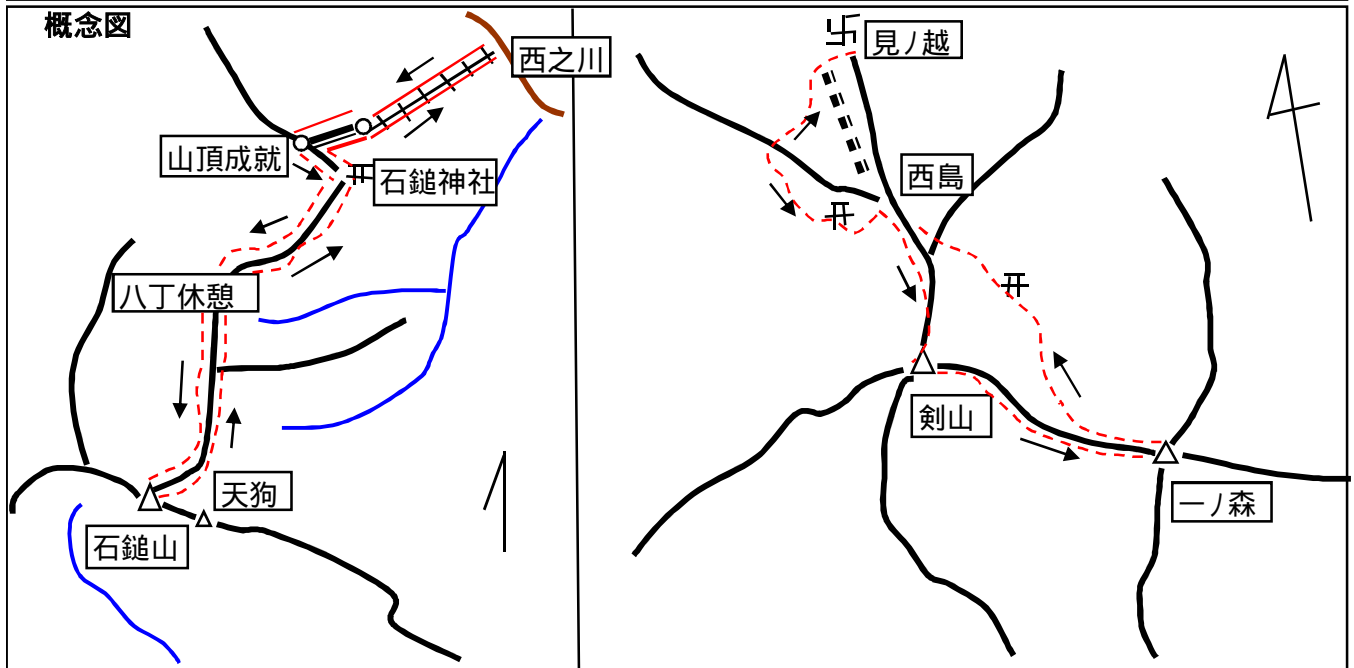 概念図
西之川
山頂成就
石鎚神社
八丁休憩
天狗
石鎚山
見ノ越
西島
剣山
一ノ森